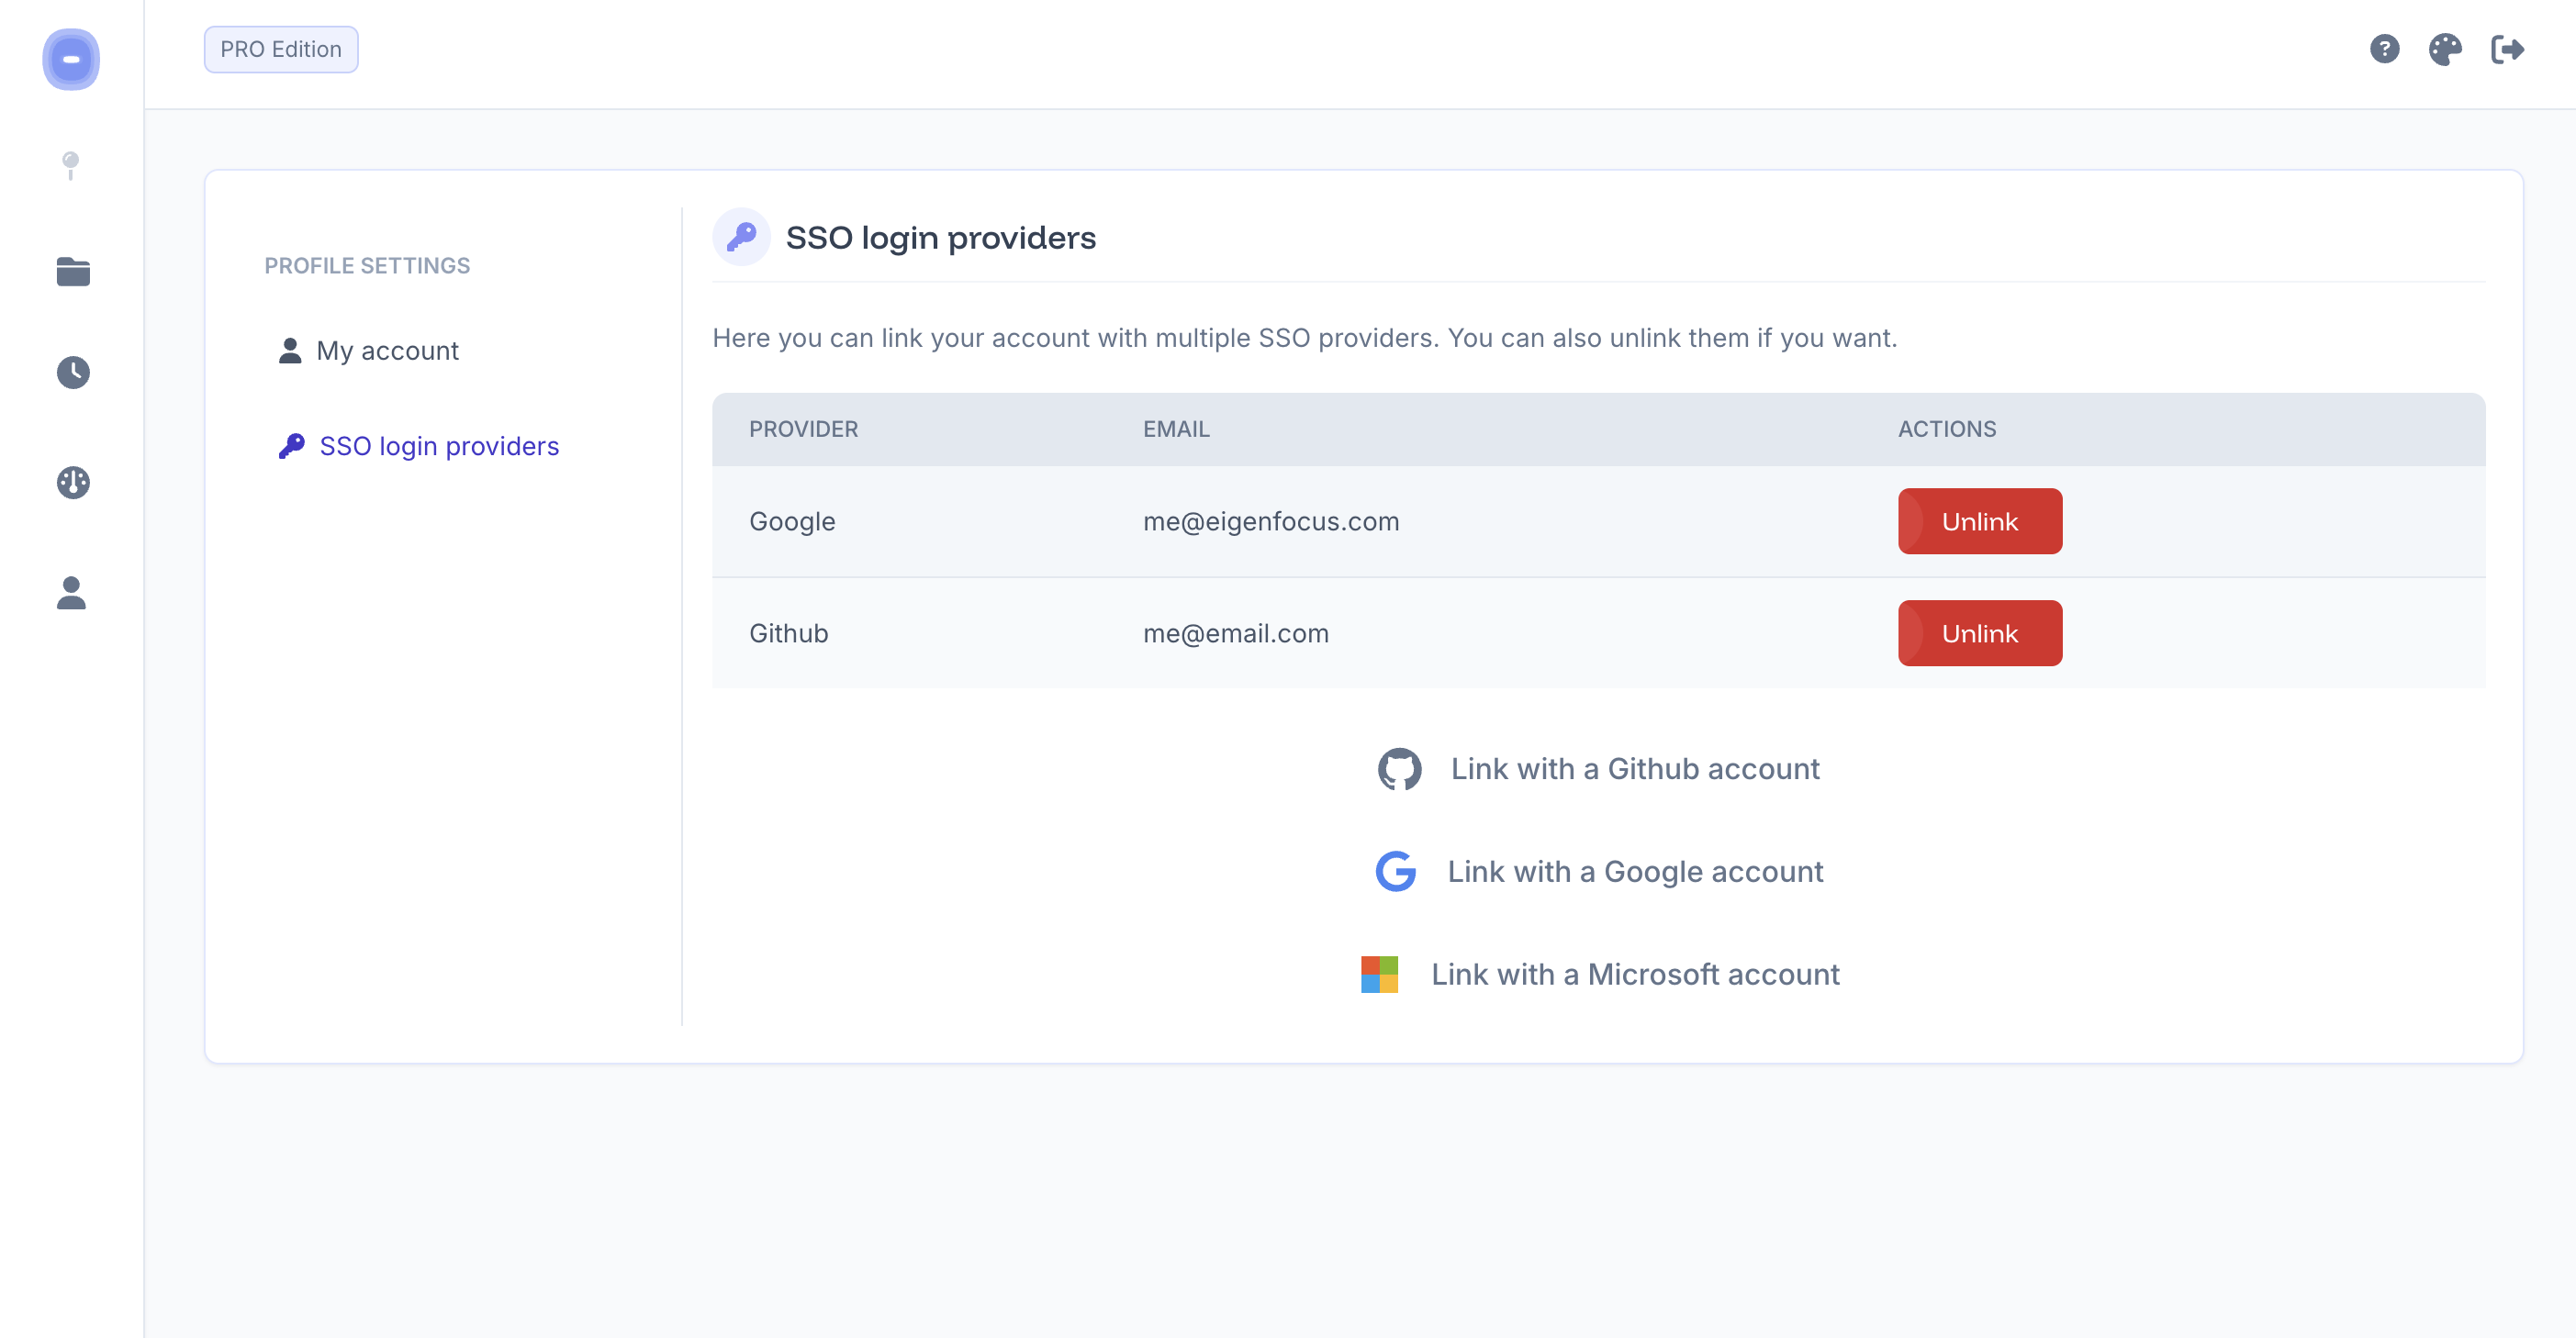 PRO Edition
PROFILE SETTINGS
My account
SSO login providers
SSO login providers
Here you can link your account with multiple SSO providers. You can also unlink them if you want.
PROVIDER EMAIL ACTIONS
Google me@eigenfocus.com Unlink
Github me@email.com Unlink
Link with a Github account
Link with a Google account
Link with a Microsoft account